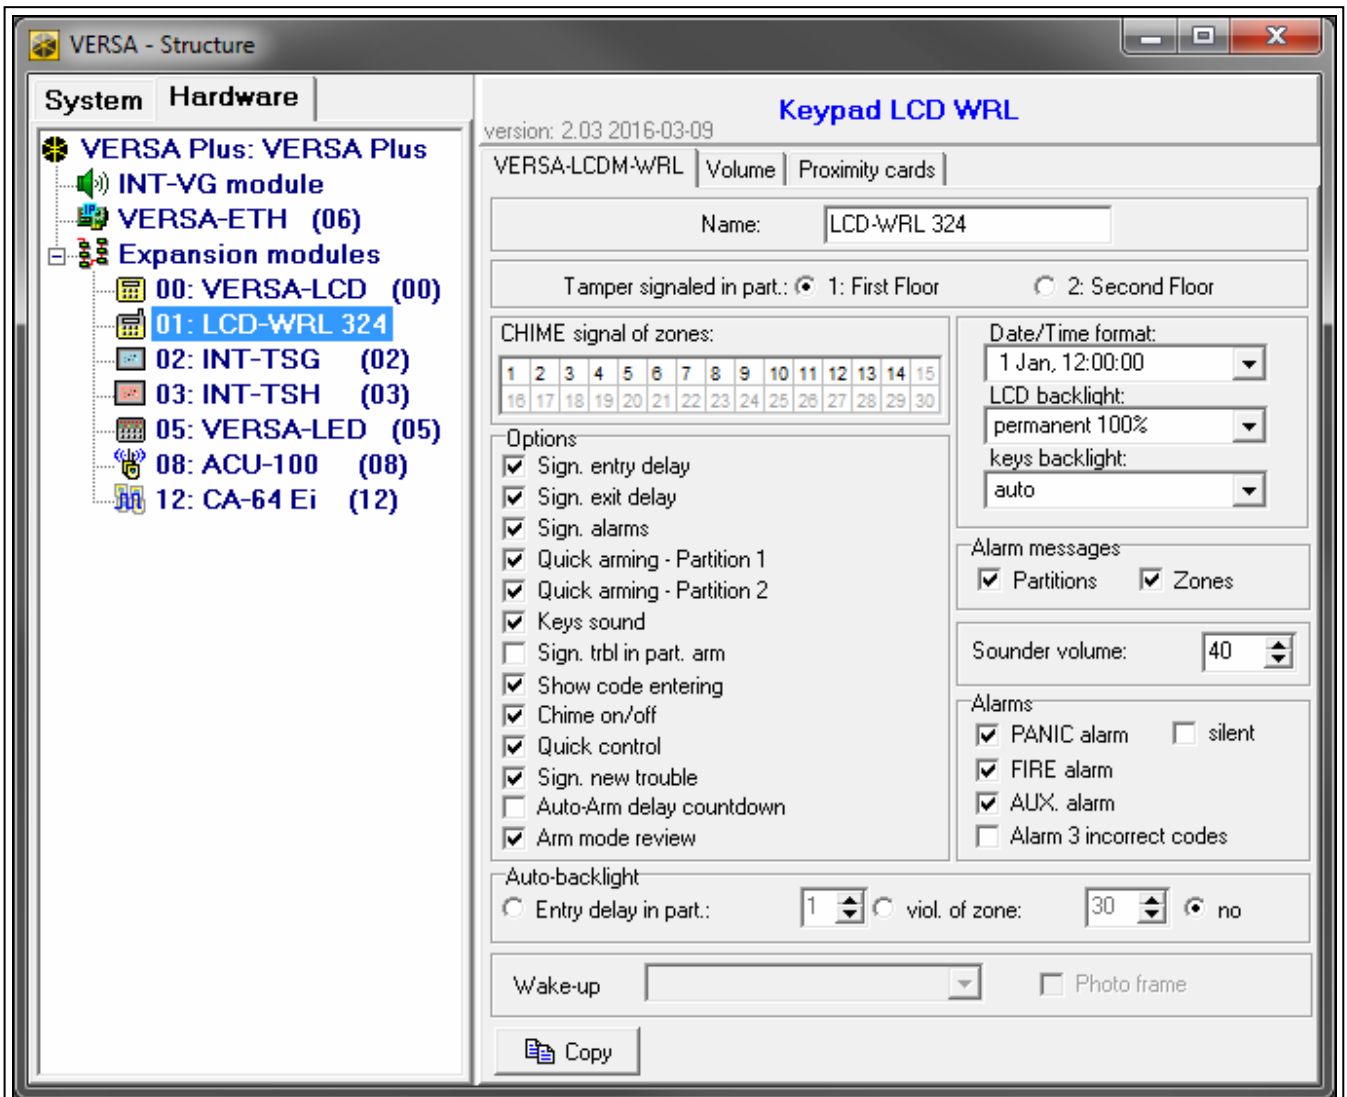 VERSA - Structure
System Hardware
VERSA Plus: VERSA Plus
INT-VG module
VERSA-ETH (06)
Expansion modules
00: VERSA-LCD (00)
01: LCD-WRL 324
02: INT-TSG (02)
03: INT-TSH (03)
05: VERSA-LED (05)
08: ACU-100 (08)
12: CA-64 Ei (12)
Keypad LCD WRL
version: 2.03 2016-03-09
VERSA-LCDM-WRL Volume Proximity cards
Name: LCD-WRL 324
Tamper signaled in part.: 1: First Floor 2: Second Floor
CHIME signal of zones:
1 2 3 4 5 6 7 8 9 10 11 12 13 14 15
16 17 18 19 20 21 22 23 24 25 26 27 28 29 30
Options
Sign. entry delay
Sign. exit delay
Sign. alarms
Quick arming - Partition 1
Quick arming - Partition 2
Keys sound
Sign. trbl in part. arm
Show code entering
Chime on/off
Quick control
Sign. new trouble
Auto-Arm delay countdown
Arm mode review
Date/Time format:
1 Jan, 12:00:00
LCD backlight:
permanent 100%
keys backlight:
auto
Alarm messages
Partitions Zones
Sounder volume: 40
Alarms
PANIC alarm silent
FIRE alarm
AUX. alarm
Alarm 3 incorrect codes
Auto-backlight
Entry delay in part.: 1 viol. of zone: 30 no
Wake-up Photo frame
Copy